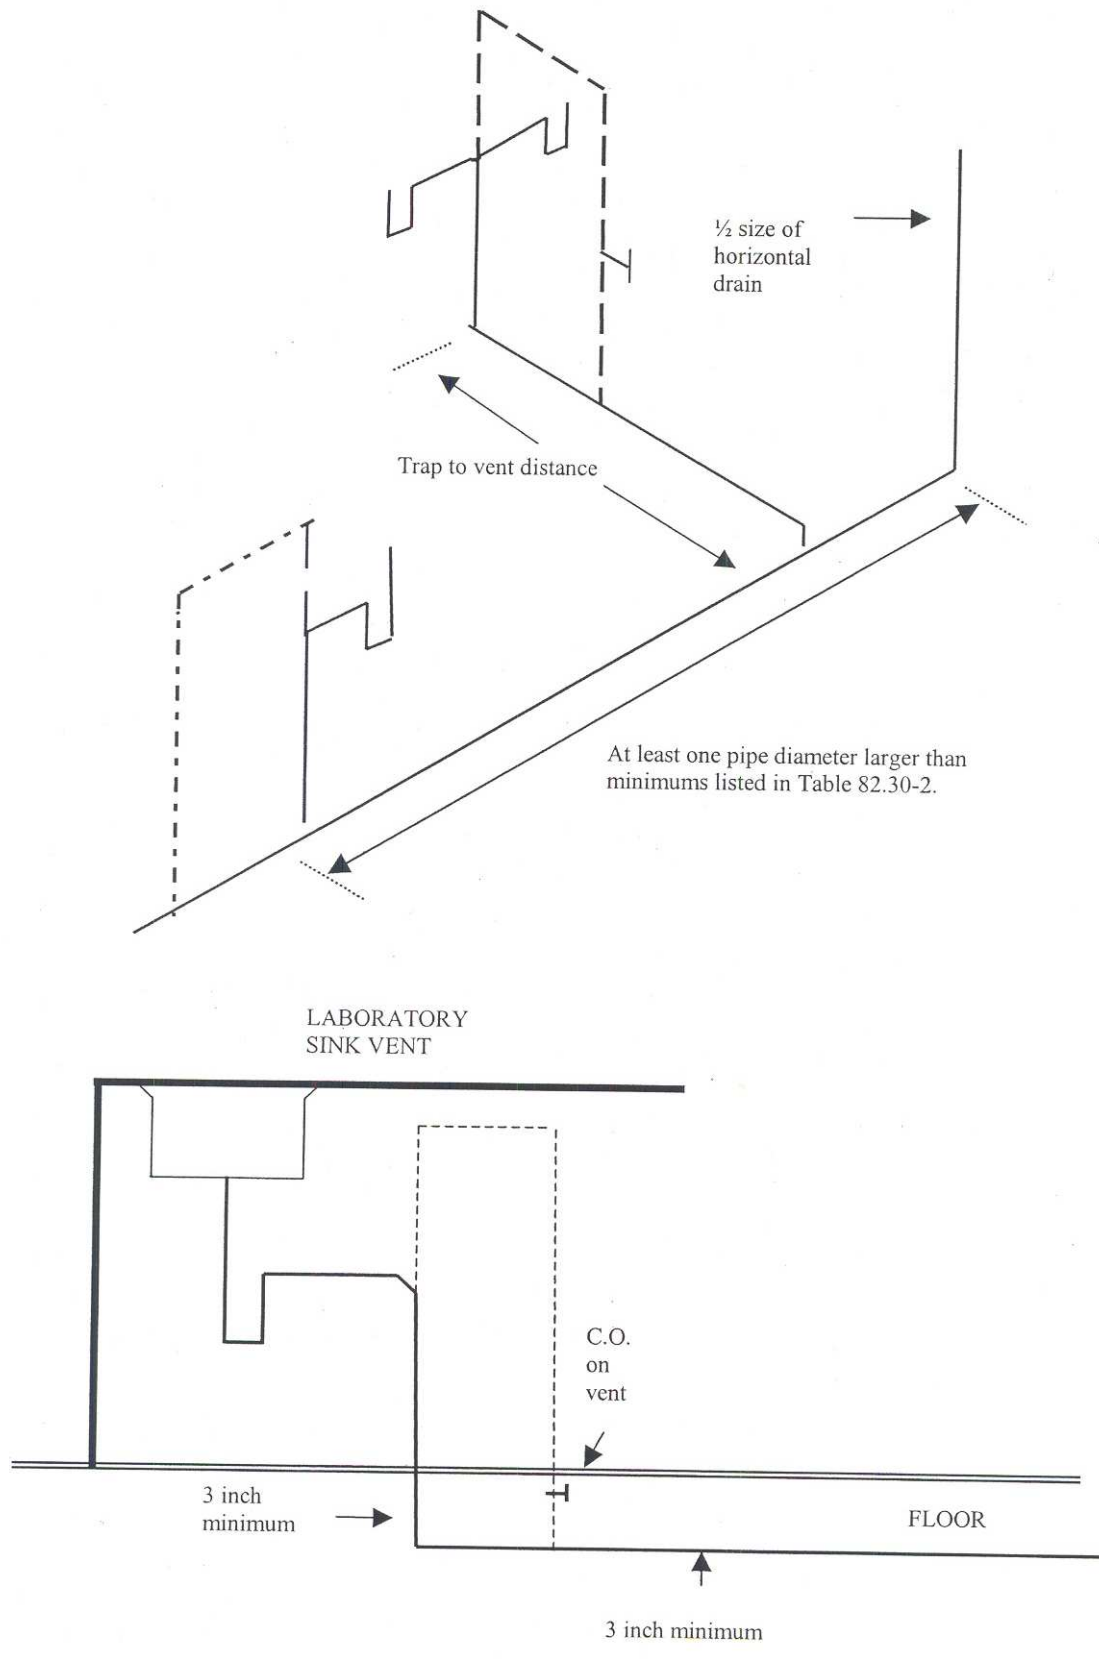 ½ size of
horizontal
drain
Trap to vent distance
At least one pipe diameter larger than
minimums listed in Table 82.30-2.
LABORATORY
SINK VENT
C.O.
on
vent
3 inch
minimum
FLOOR
3 inch minimum